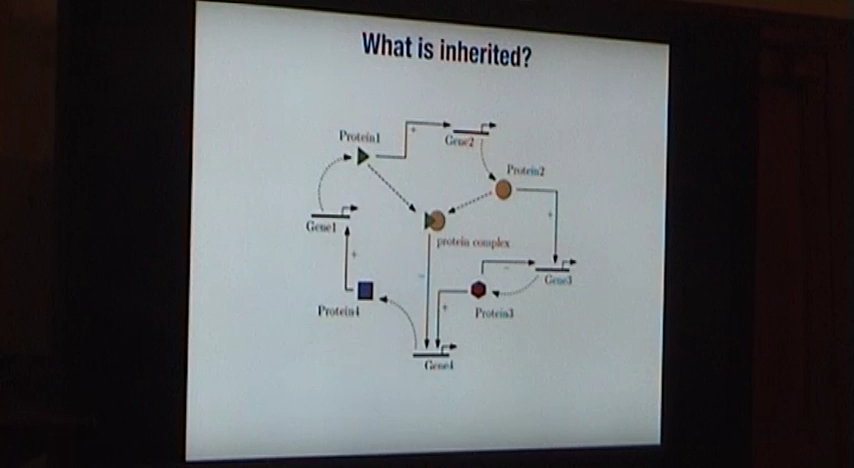 What is inherited?
Protein1
Gene2
Protein2
Gene1
protein complex
Gene3
Protein4
Protein3
Gene4